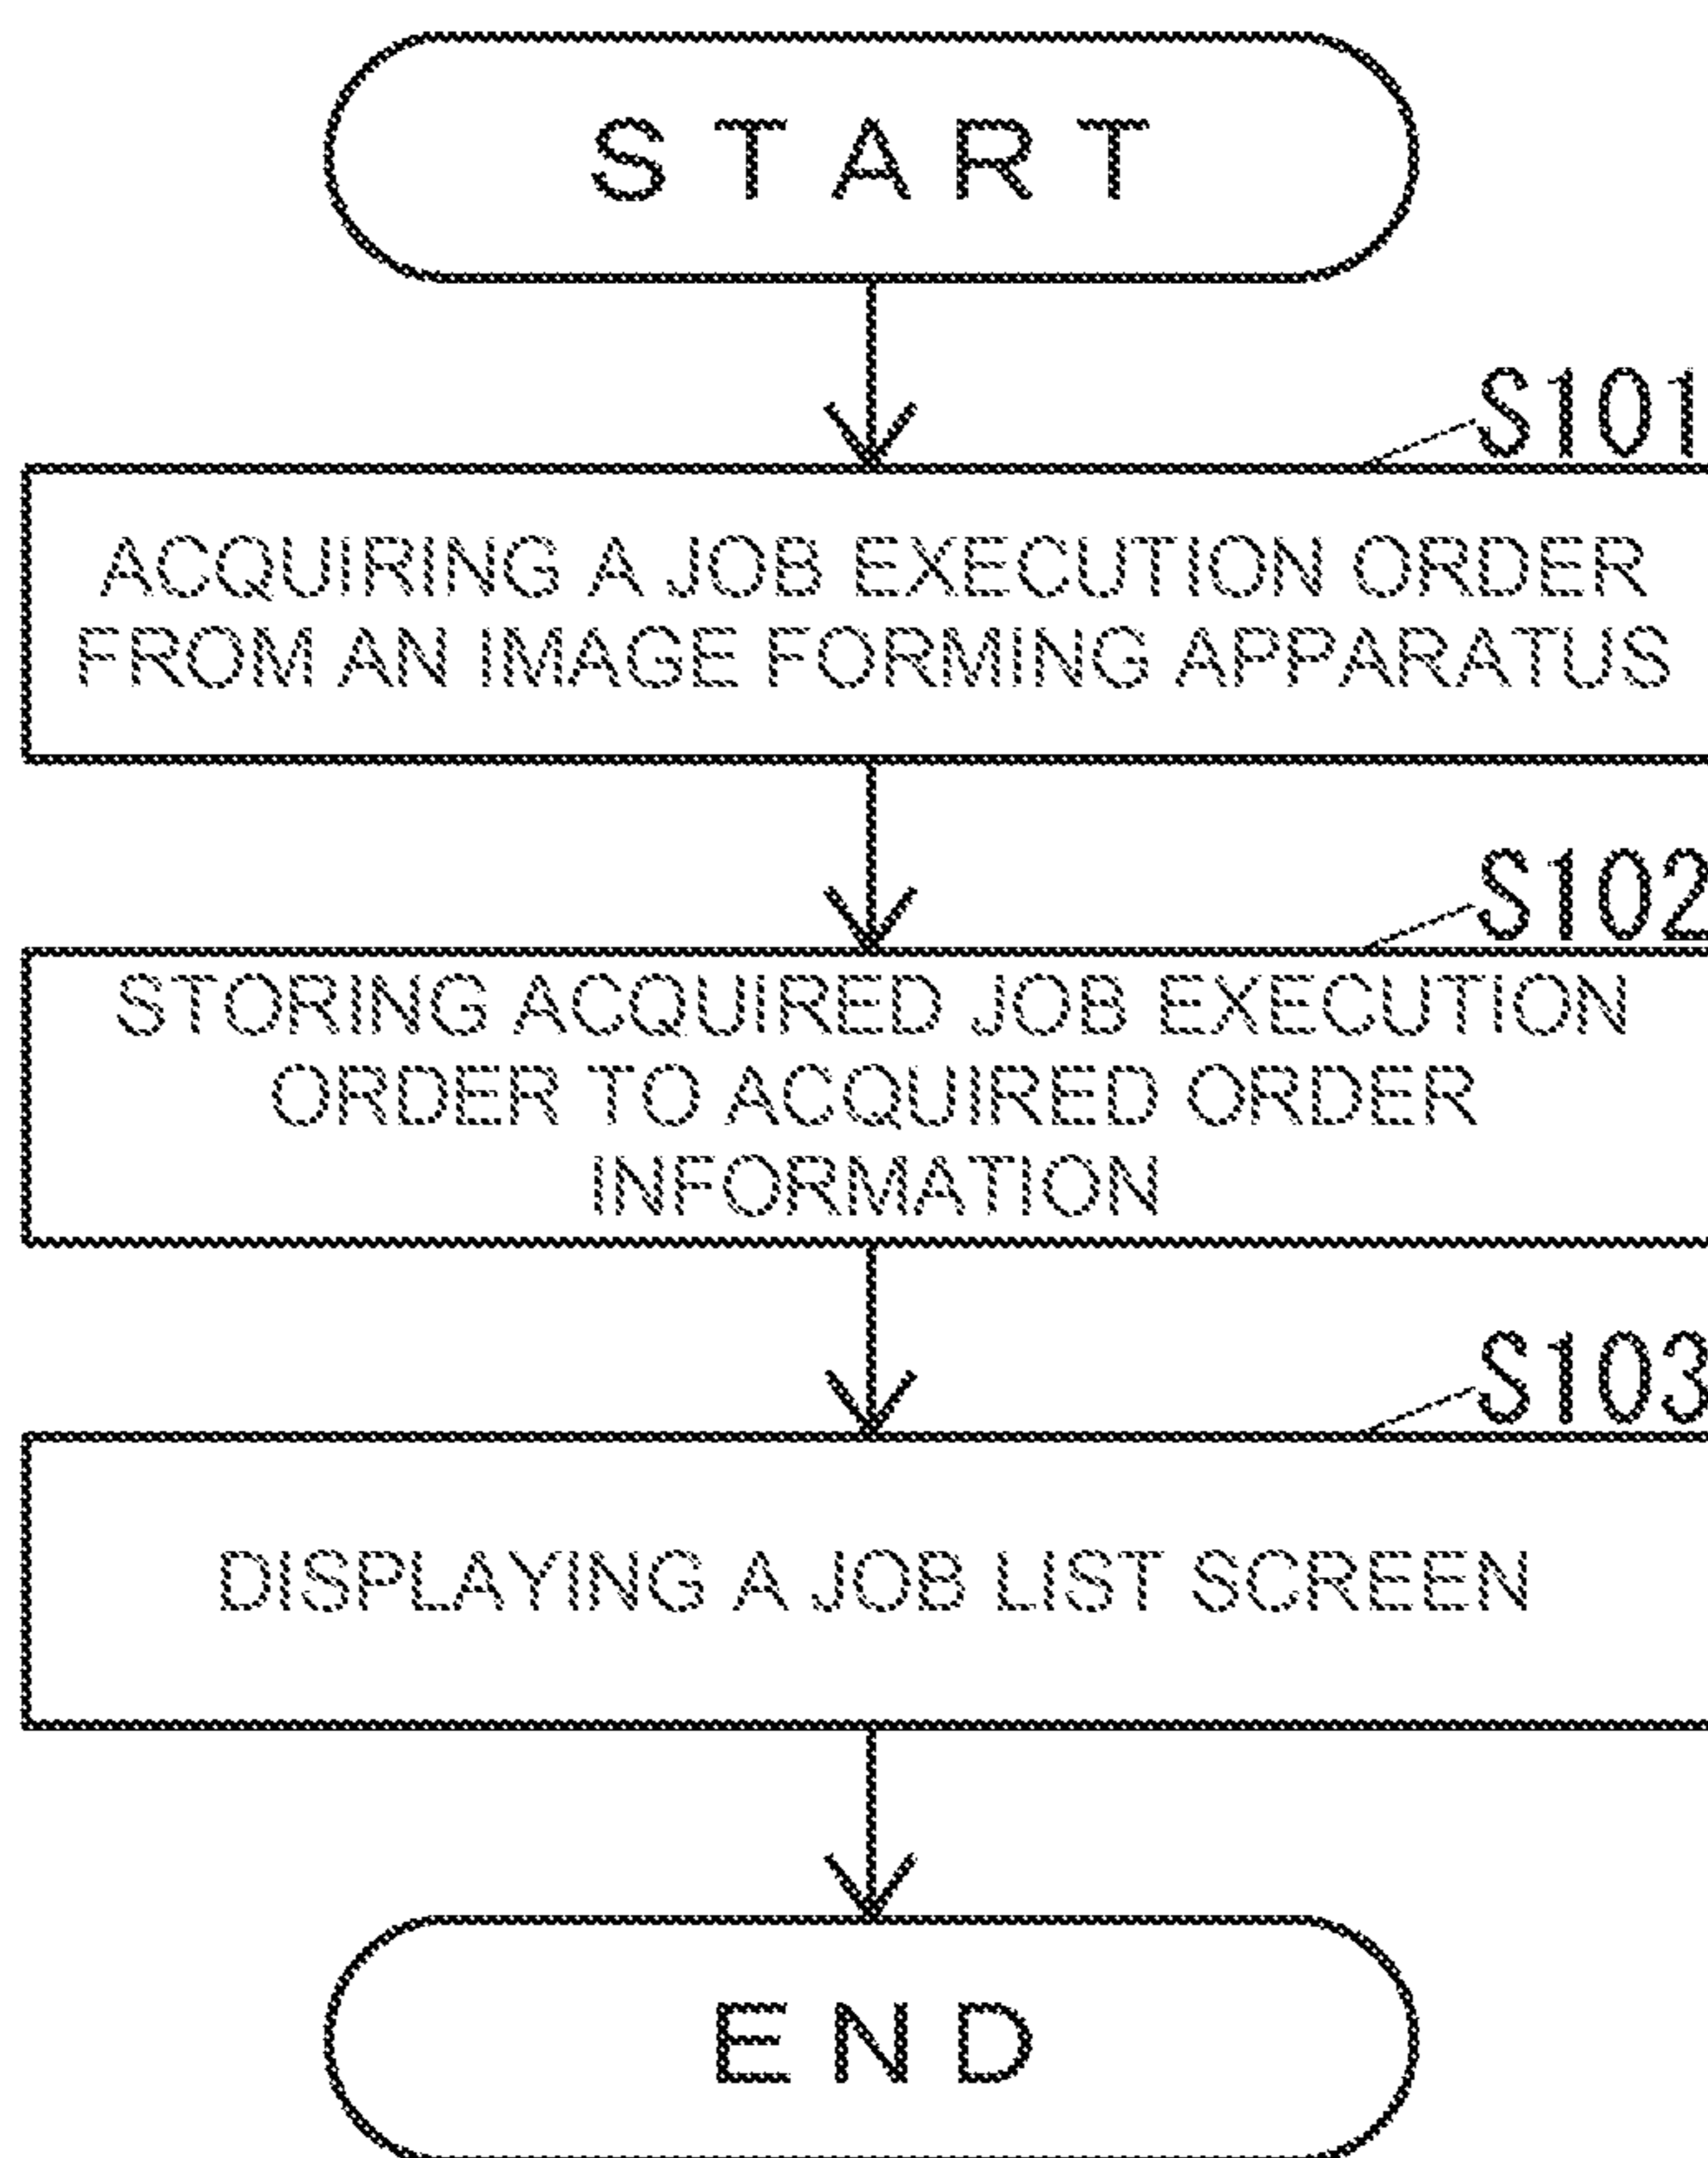 START
S101
ACQUIRING A JOB EXECUTION ORDER
FROM AN IMAGE FORMING APPARATUS
S102
STORING ACQUIRED JOB EXECUTION
ORDER TO ACQUIRED ORDER
INFORMATION
S103
DISPLAYING A JOB LIST SCREEN
END